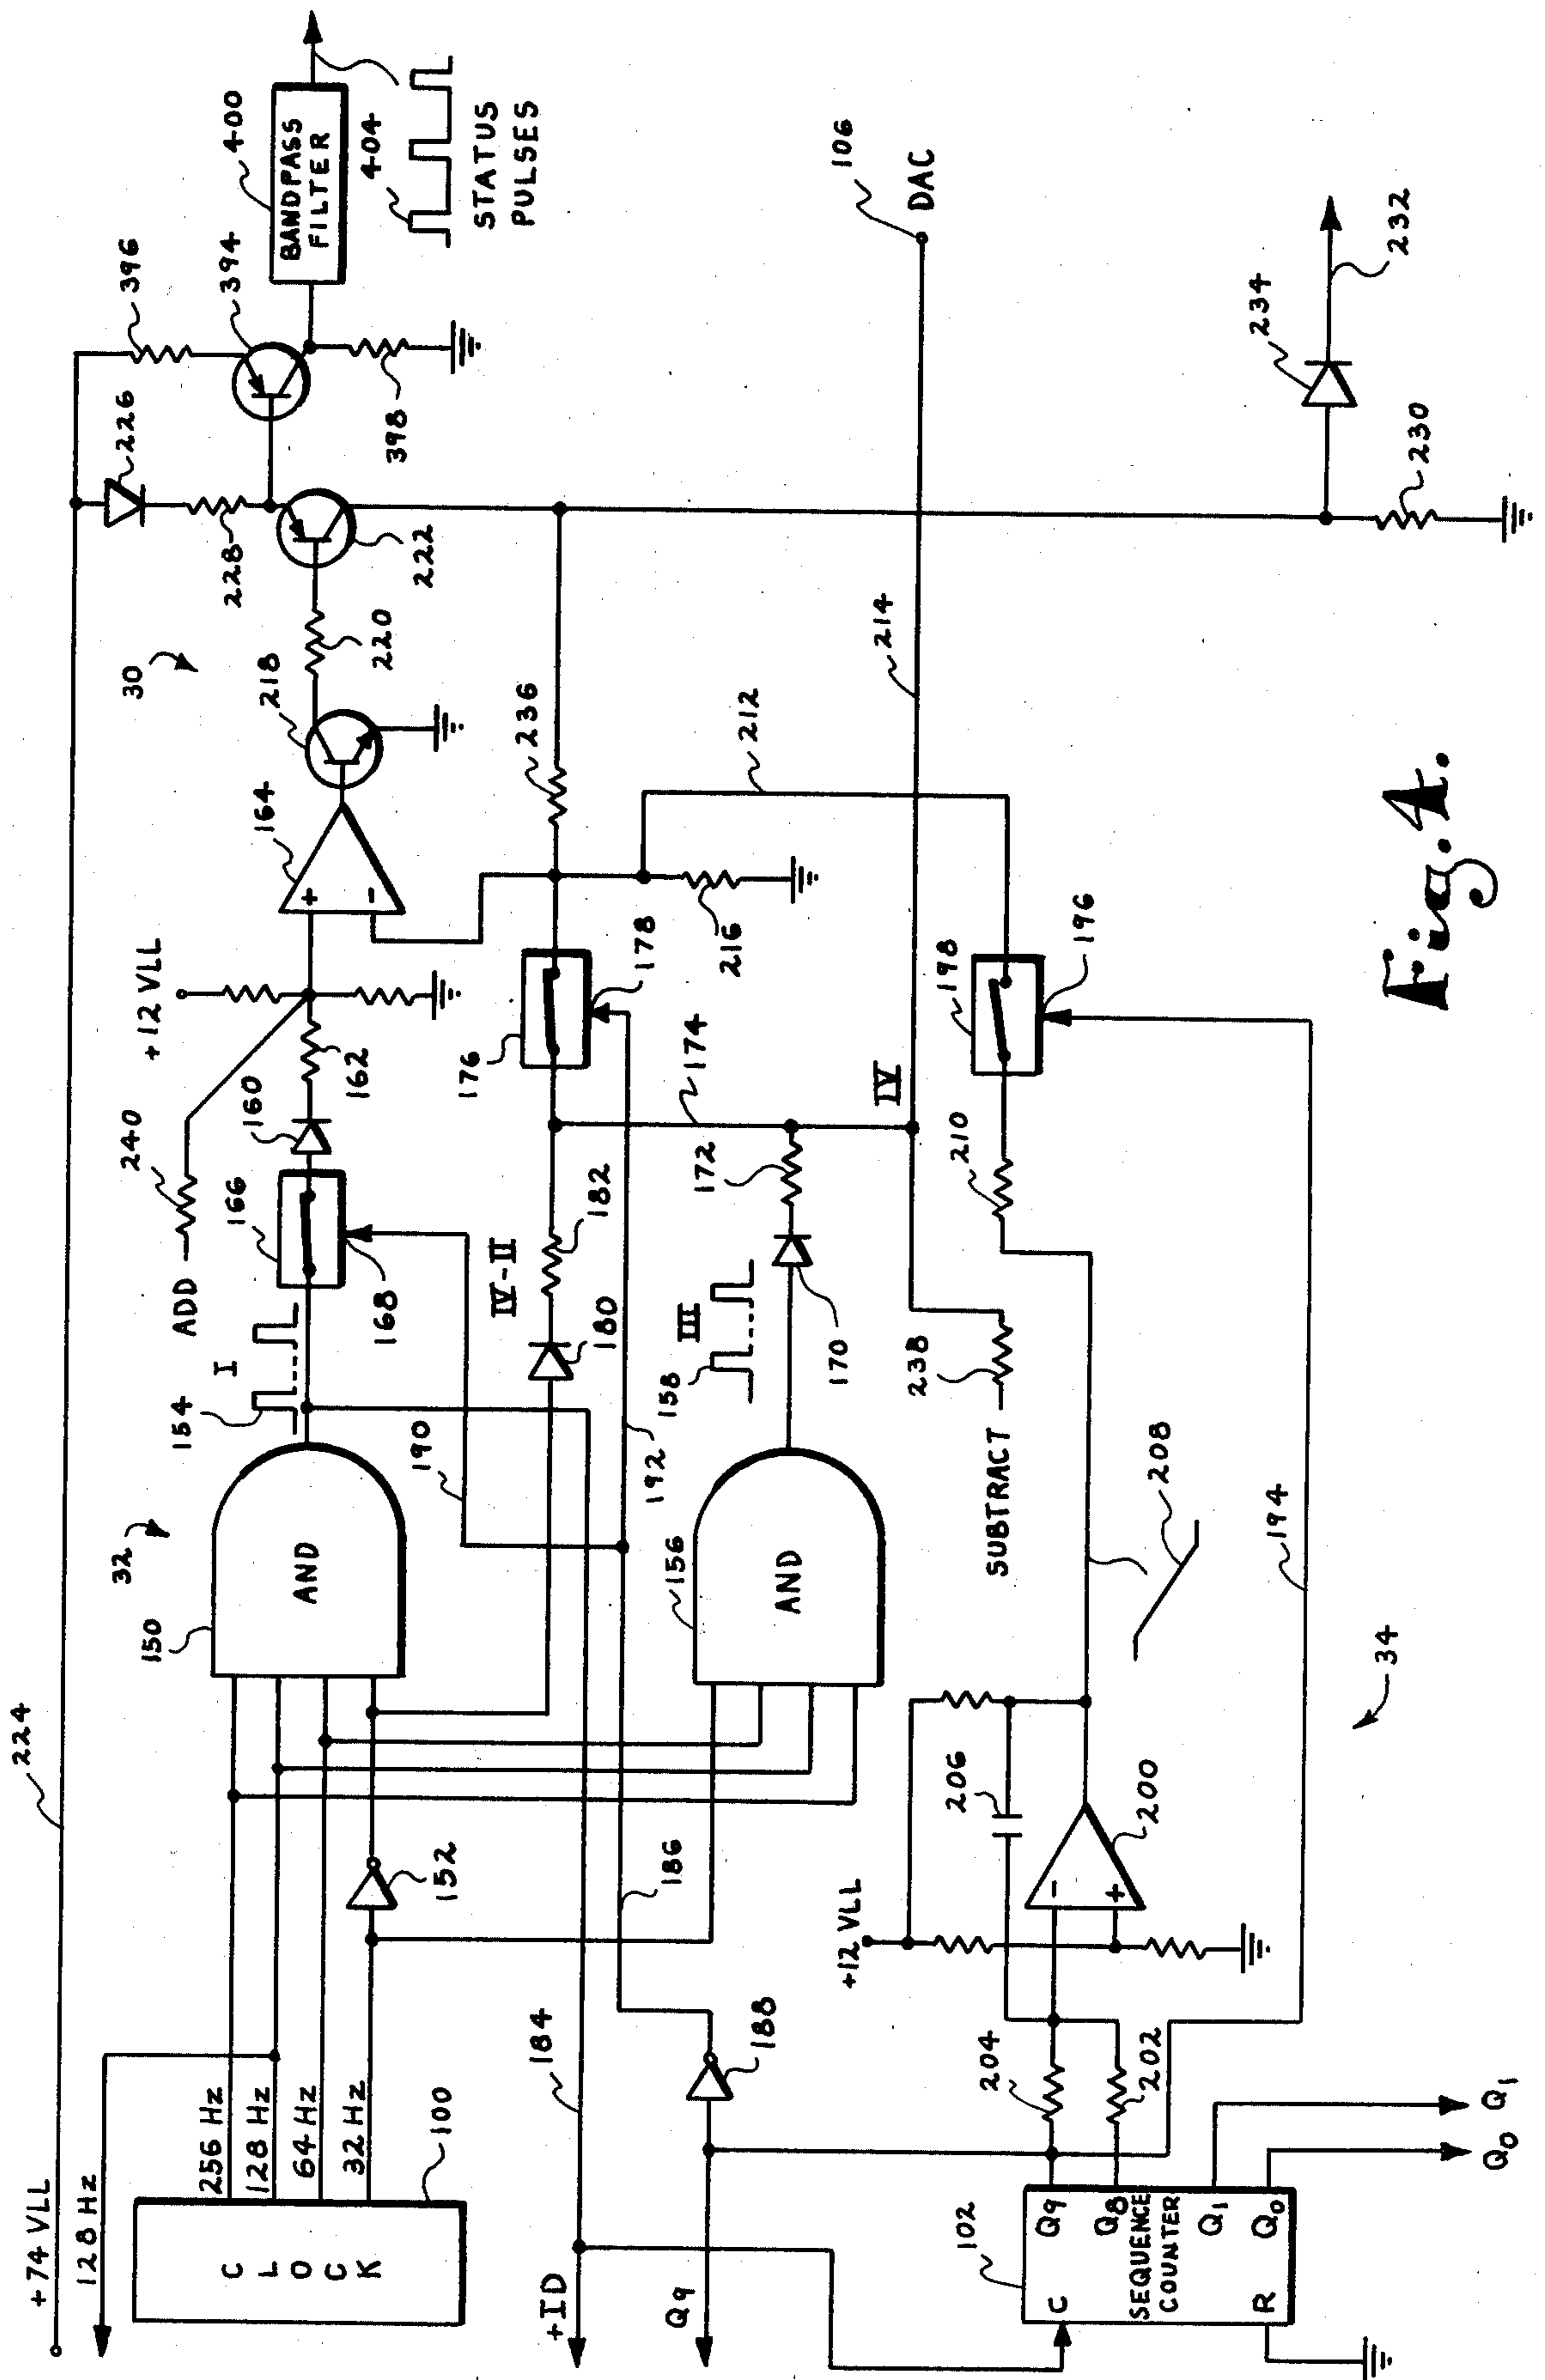 +74 VLL
224
128 Hz
256 Hz
128 Hz
64 Hz
32 Hz
CLOCK
100
152
150
32
AND
154
I
ADD
240
166
168
160
162
+12 VLL
164
30
218
220
228
222
226
396
394
398
400
BANDPASS
FILTER
404
STATUS
PULSES
184
+ID
Q9
188
186
190
192
IV-II
180
182
176
178
174
236
216
212
156
AND
158
III
170
172
IV
214
106
DAC
234
232
230
102
C
R
Q9
Q8
SEQUENCE
COUNTER
Q1
Q0
204
202
+12 VLL
206
-
+
200
208
SUBTRACT
238
210
198
196
194
34
Q0
Q1
+
-
Fig. 4.